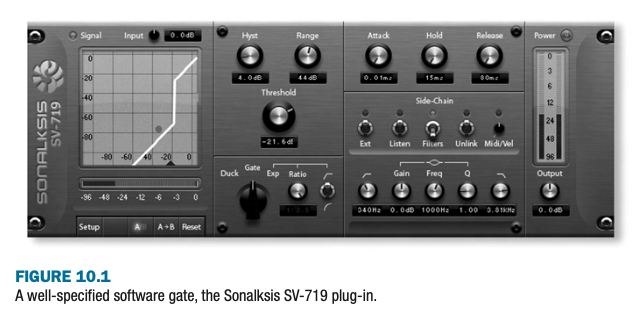 Signal Input 0.0dB
0
-20
-40
-60
-80
-80 -60 -40 -20 0
-96 -48 -24 -12 -6 -3 0
Setup A A→B Reset
SONALKSIS
SV-719
Hyst Range
4.0dB 44dB
Threshold
-21.6dB
Duck Gate Exp Ratio
Attack Hold Release
0.01ms 15ms 80ms
Side-Chain
Ext Listen Filters Unlink Midi/Vel
Gain Freq Q
340Hz 0.0dB 1000Hz 1.00 3.81kHz
Power
0
3
6
12
24
48
96
Output
0.0dB
FIGURE 10.1
A well-specified software gate, the Sonalksis SV-719 plug-in.